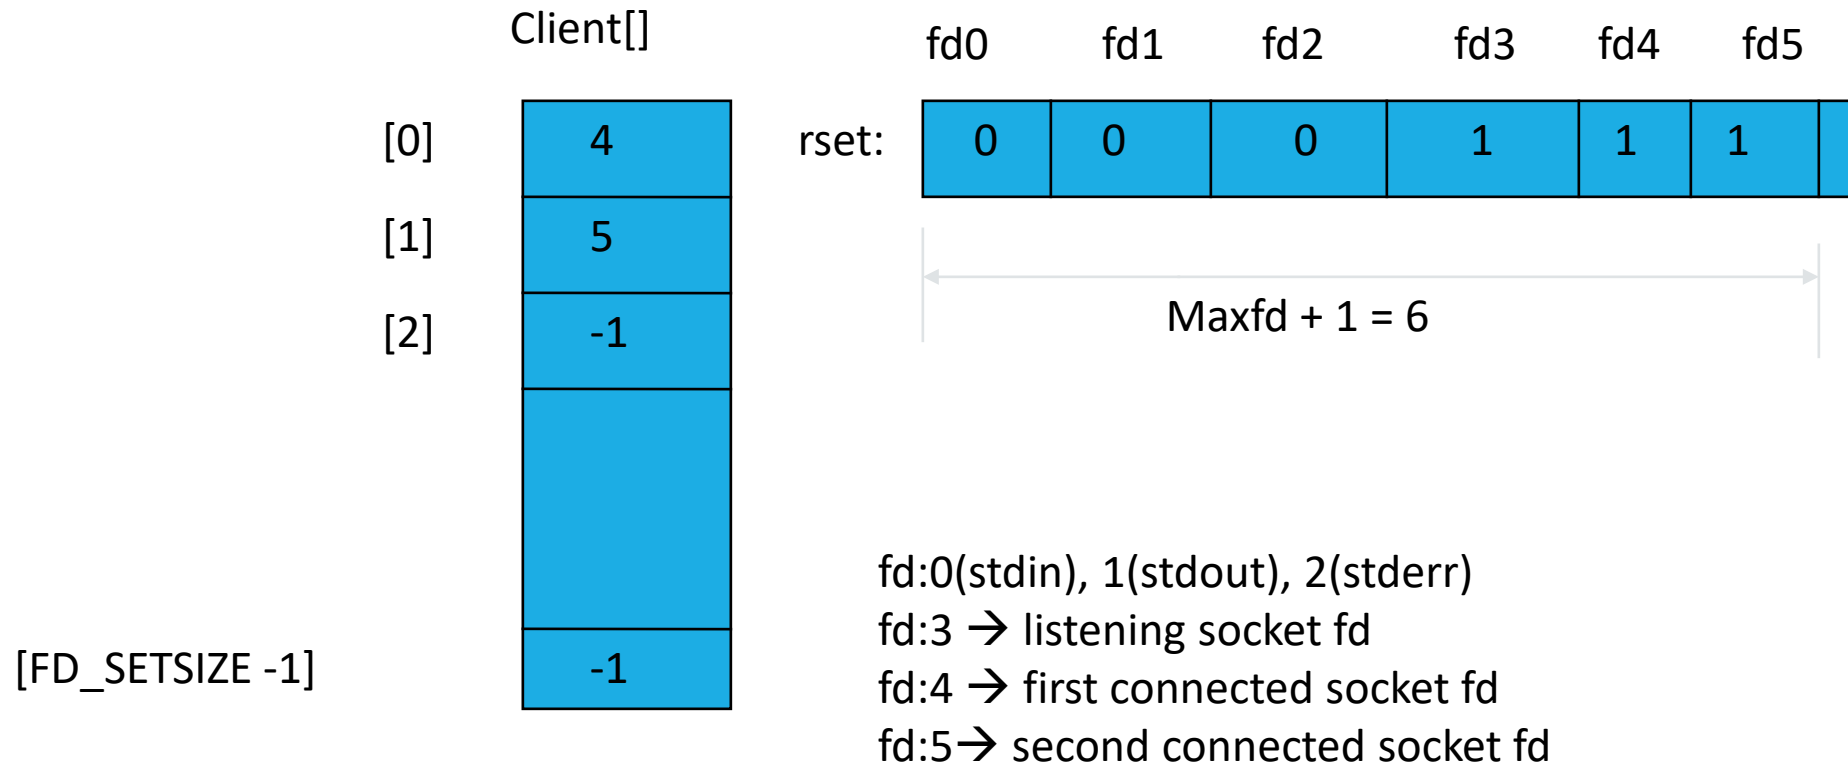 Client[]
fd0 fd1 fd2 fd3 fd4 fd5
[0] 4 rset: 0 0 0 1 1 1
[1] 5
[2] -1 Maxfd + 1 = 6
fd:0(stdin), 1(stdout), 2(stderr)
fd:3 → listening socket fd
[FD_SETSIZE -1] -1 fd:4 → first connected socket fd
fd:5→ second connected socket fd